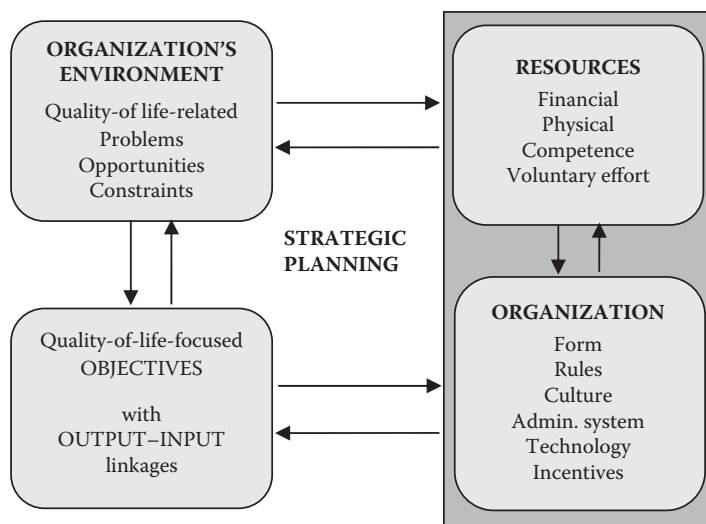 ORGANIZATION'S
ENVIRONMENT
Quality-of life-related
Problems
Opportunities
Constraints
RESOURCES
Financial
Physical
Competence
Voluntary effort
STRATEGIC
PLANNING
Quality-of-life-focused
OBJECTIVES
with
OUTPUT–INPUT
linkages
ORGANIZATION
Form
Rules
Culture
Admin. system
Technology
Incentives